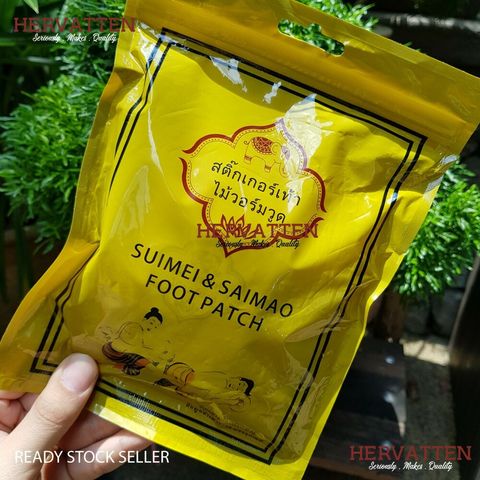 HERVATTEN
Seriously . Makes . Quality
สติ๊กเกอร์เท้า
ไม้วอร์มวูด
HERVATTEN
Seriously . Makes . Quality
SUIMEI & SAIMAO
FOOT PATCH
READY STOCK SELLER
HERVATTEN
Seriously . Makes . Quality